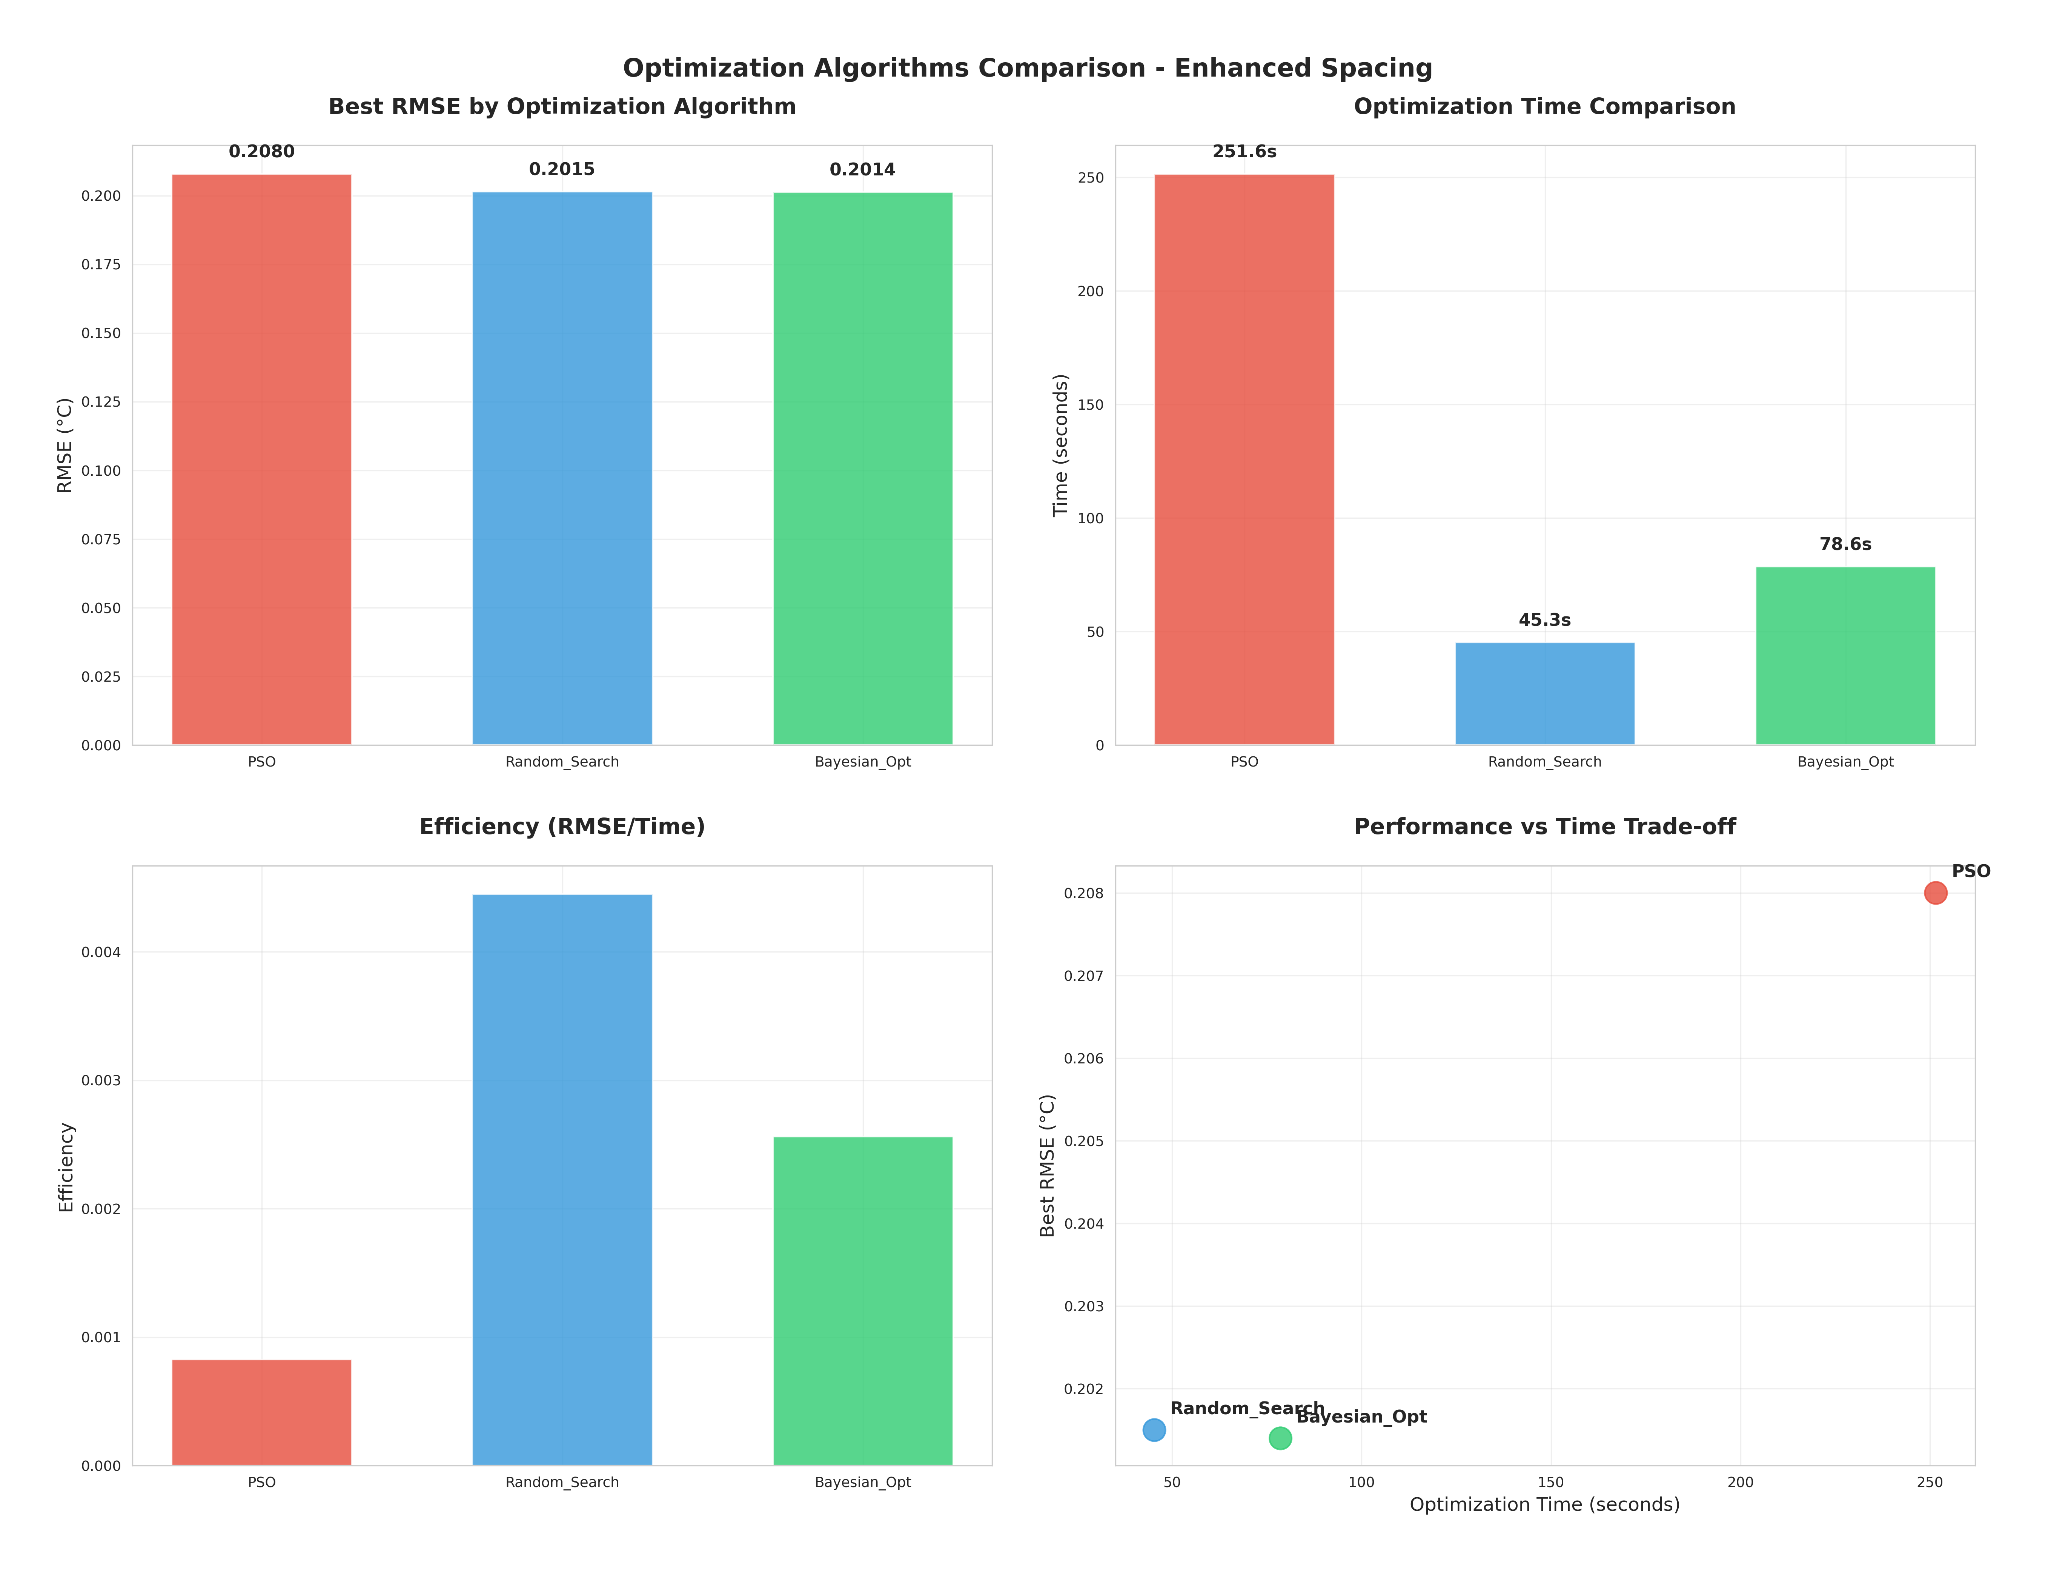 Optimization Algorithms Comparison - Enhanced Spacing
Best RMSE by Optimization Algorithm
RMSE (°C)
0.200
0.175
0.150
0.125
0.100
0.075
0.050
0.025
0.000
0.2080
0.2015
0.2014
PSO
Random_Search
Bayesian_Opt
Optimization Time Comparison
Time (seconds)
250
200
150
100
50
0
251.6s
45.3s
78.6s
PSO
Random_Search
Bayesian_Opt
Efficiency (RMSE/Time)
Efficiency
0.004
0.003
0.002
0.001
0.000
PSO
Random_Search
Bayesian_Opt
Performance vs Time Trade-off
Best RMSE (°C)
0.208
0.207
0.206
0.205
0.204
0.203
0.202
PSO
Random_Search
Bayesian_Opt
50
100
150
200
250
Optimization Time (seconds)